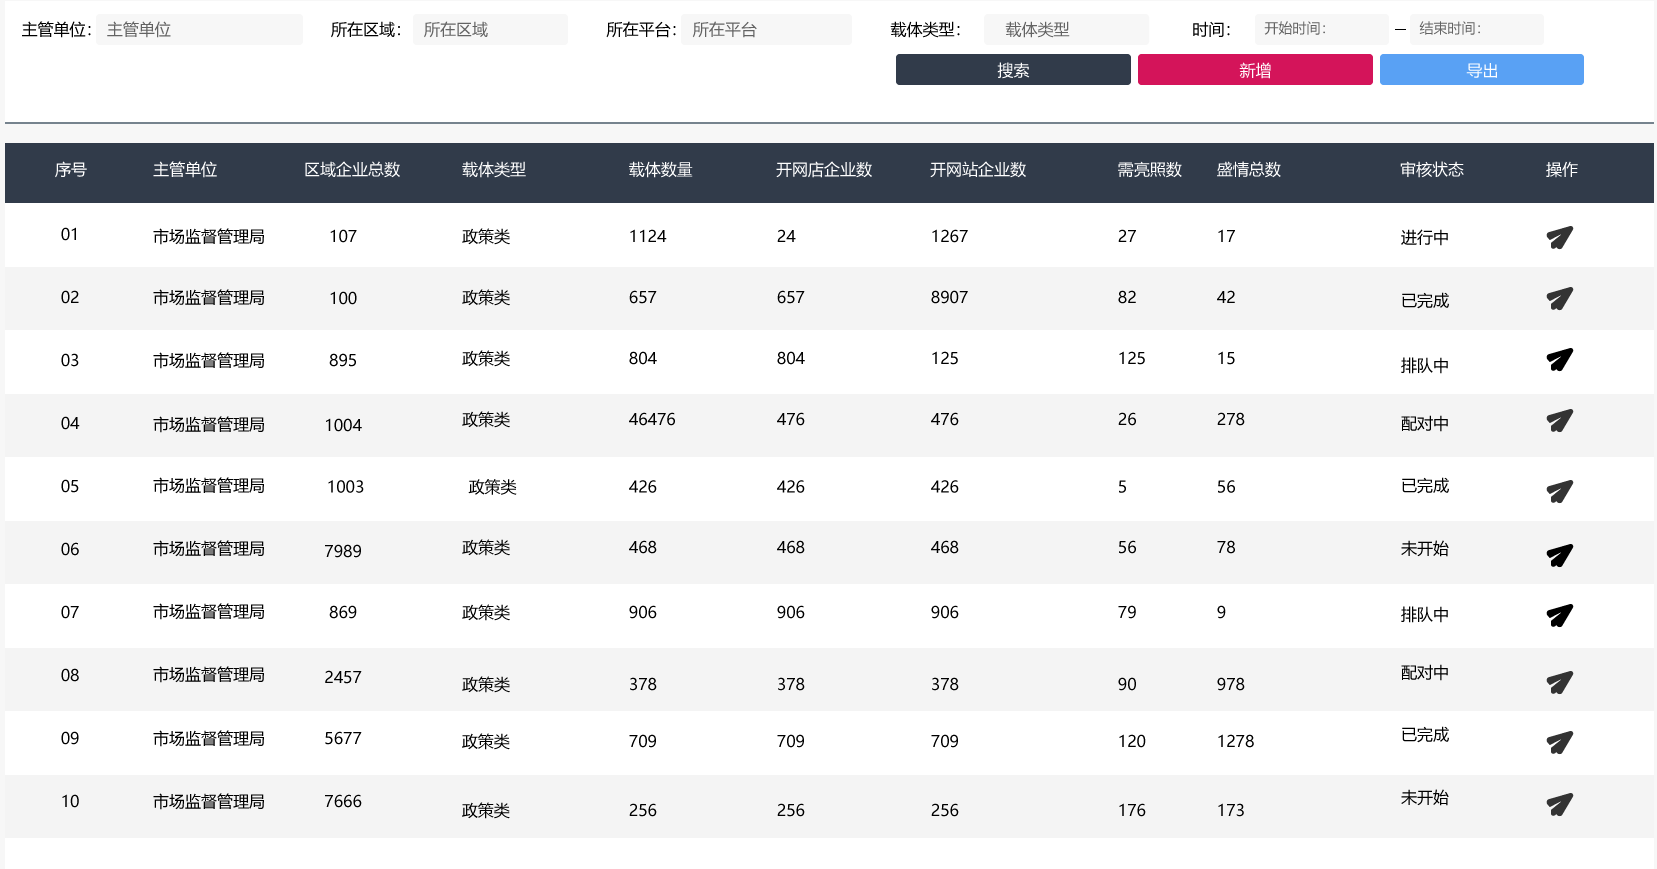 主管单位: 主管单位 所在区域: 所在区域 所在平台: 所在平台 载体类型: 载体类型 时间: 开始时间: — 结束时间:
搜索 新增 导出
序号 主管单位 区域企业总数 载体类型 载体数量 开网店企业数 开网站企业数 需亮照数 盛情总数 审核状态 操作
01 市场监督管理局 107 政策类 1124 24 1267 27 17 进行中
02 市场监督管理局 100 政策类 657 657 8907 82 42 已完成
03 市场监督管理局 895 政策类 804 804 125 125 15 排队中
04 市场监督管理局 1004 政策类 46476 476 476 26 278 配对中
05 市场监督管理局 1003 政策类 426 426 426 5 56 已完成
06 市场监督管理局 7989 政策类 468 468 468 56 78 未开始
07 市场监督管理局 869 政策类 906 906 906 79 9 排队中
08 市场监督管理局 2457 政策类 378 378 378 90 978 配对中
09 市场监督管理局 5677 政策类 709 709 709 120 1278 已完成
10 市场监督管理局 7666 政策类 256 256 256 176 173 未开始